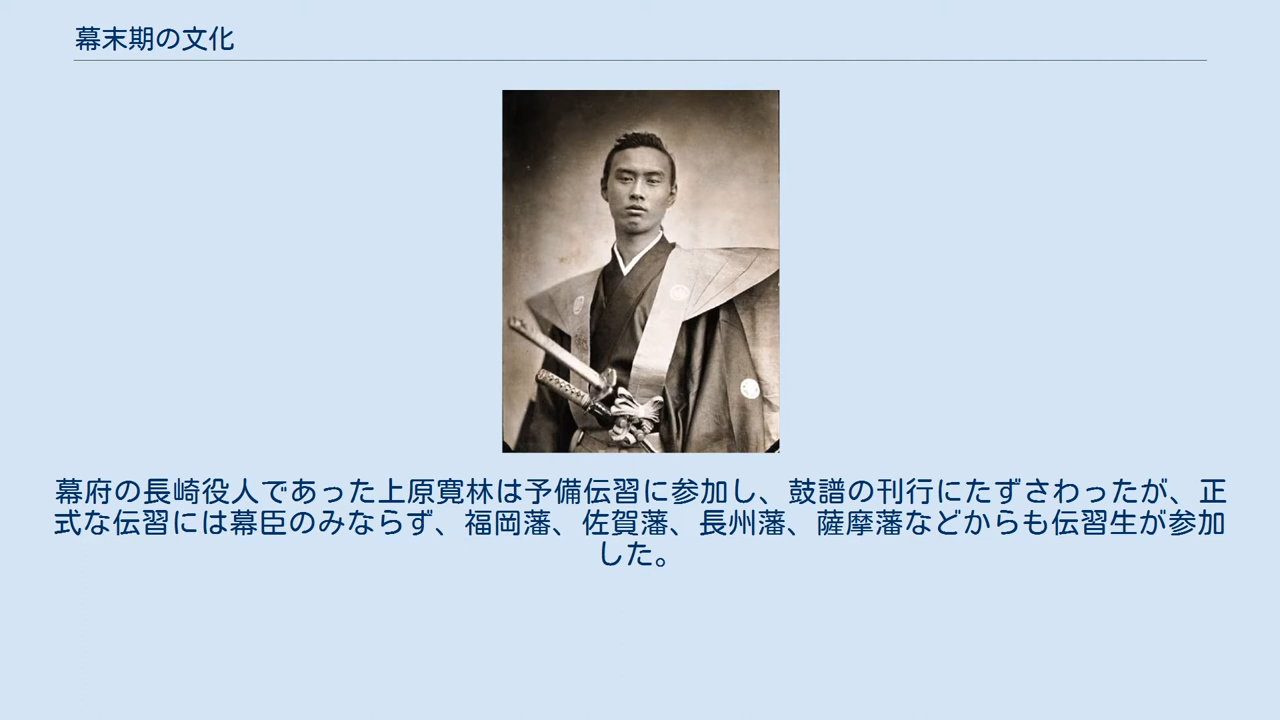 幕末期の文化
幕府の長崎役人であった上原寛林は予備伝習に参加し、鼓譜の刊行にたずさわったが、正
式な伝習には幕臣のみならず、福岡藩、佐賀藩、長州藩、薩摩藩などからも伝習生が参加
した。